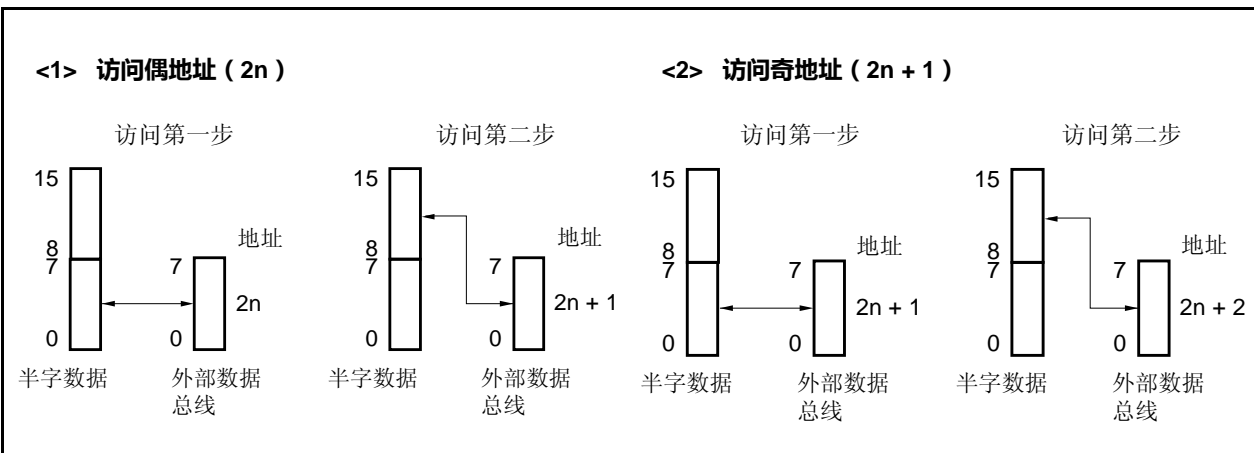 <1> 访问偶地址（2n）
访问第一步
15
8
7
0
半字数据
地址
7
2n
0
外部数据
总线
访问第二步
15
8
7
0
半字数据
地址
7
2n + 1
0
外部数据
总线
<2> 访问奇地址（2n + 1）
访问第一步
15
8
7
0
半字数据
地址
7
2n + 1
0
外部数据
总线
访问第二步
15
8
7
0
半字数据
地址
7
2n + 2
0
外部数据
总线